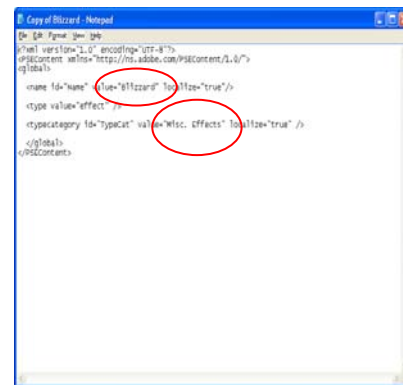 Copy of Blizzard - Notepad
File Edit Format View Help
<?xml version="1.0" encoding="UTF-8"?>
<PSEContent xmlns="http://ns.adobe.com/PSEContent/1.0/">
<global>
<name id="Name" value="Blizzard" localize="true"/>
<type value="effect" />
<typecategory id="TypeCat" value="Misc. Effects" localize="true" />
</global>
</PSEContent>